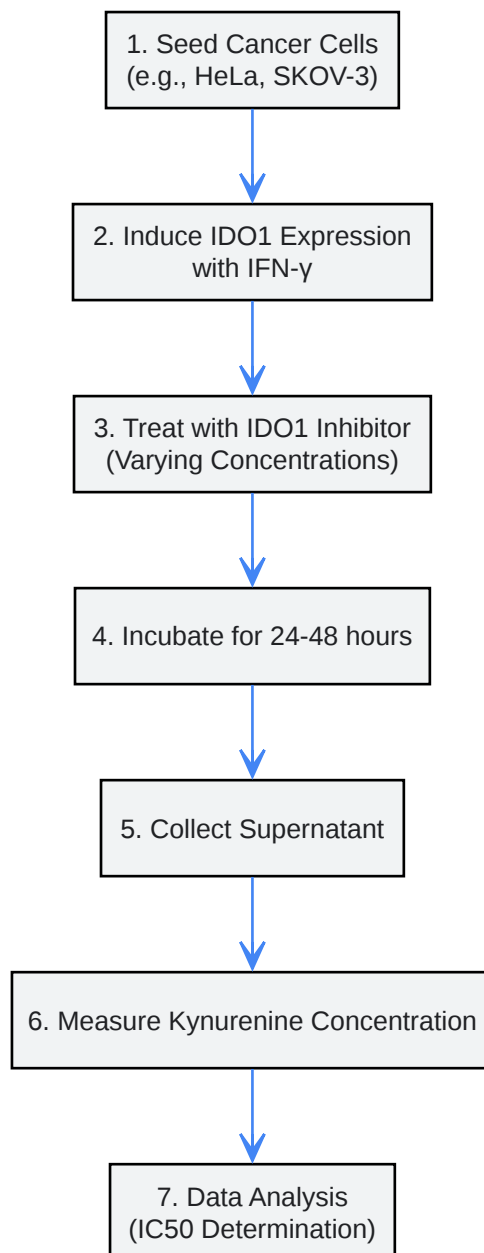 1. Seed Cancer Cells
(e.g., HeLa, SKOV-3)
2. Induce IDO1 Expression
with IFN-γ
3. Treat with IDO1 Inhibitor
(Varying Concentrations)
4. Incubate for 24-48 hours
5. Collect Supernatant
6. Measure Kynurenine Concentration
7. Data Analysis
(IC50 Determination)